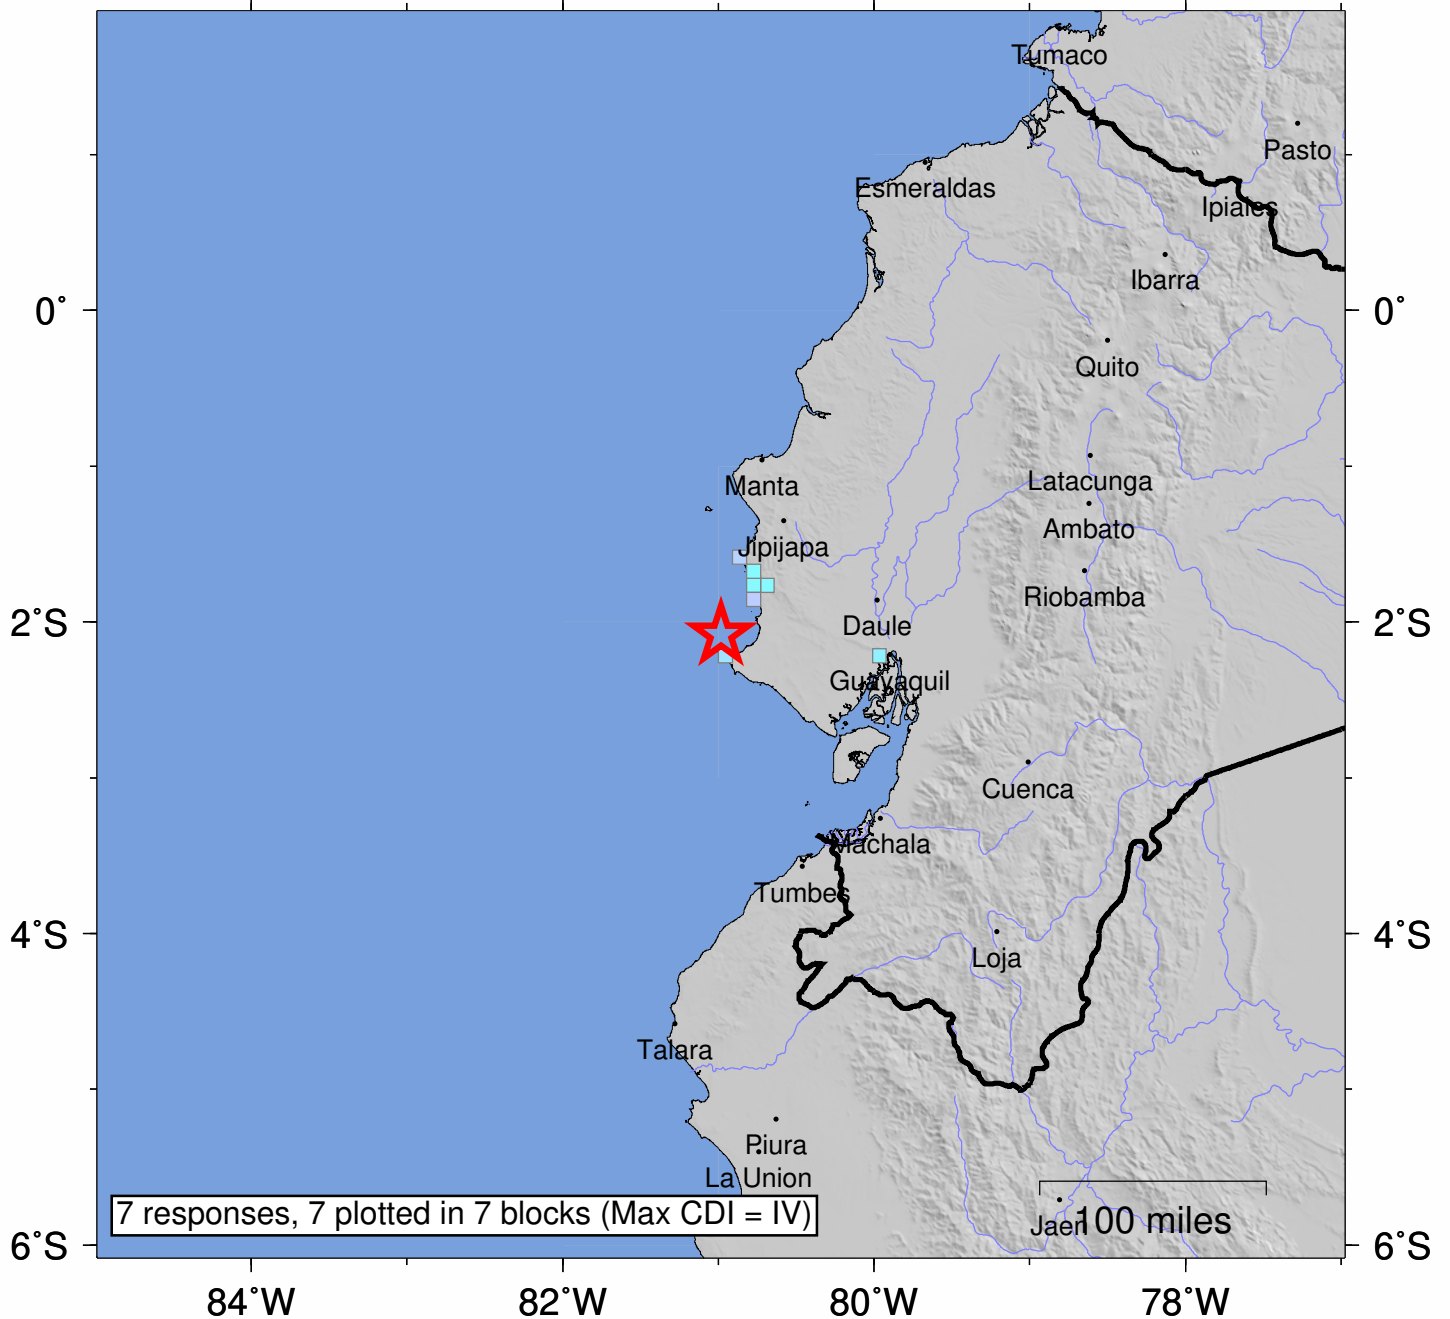 Tumaco
Pasto
Esmeraldas
Ipiales
Ibarra
0° 0°
Quito
Manta
Latacunga
Ambato
Jipijapa
Riobamba
2°S 2°S
Daule
Guayaquil
Cuenca
Machala
Tumbes
4°S 4°S
Loja
Talara
Piura
La Union
7 responses, 7 plotted in 7 blocks (Max CDI = IV)
Jaen
100 miles
6°S 6°S
84°W 82°W 80°W 78°W